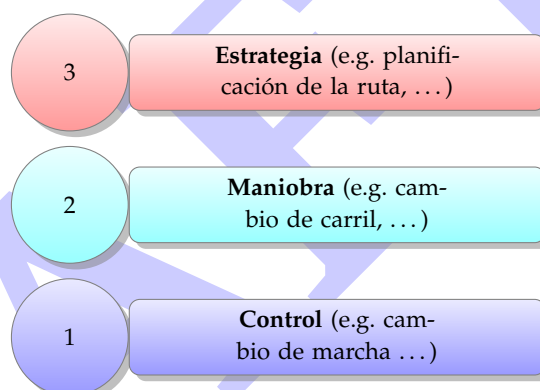 3
Estrategia (e.g. planifi-
cación de la ruta, ...)
2
Maniobra (e.g. cam-
bio de carril, ...)
1
Control (e.g. cam-
bio de marcha ...)